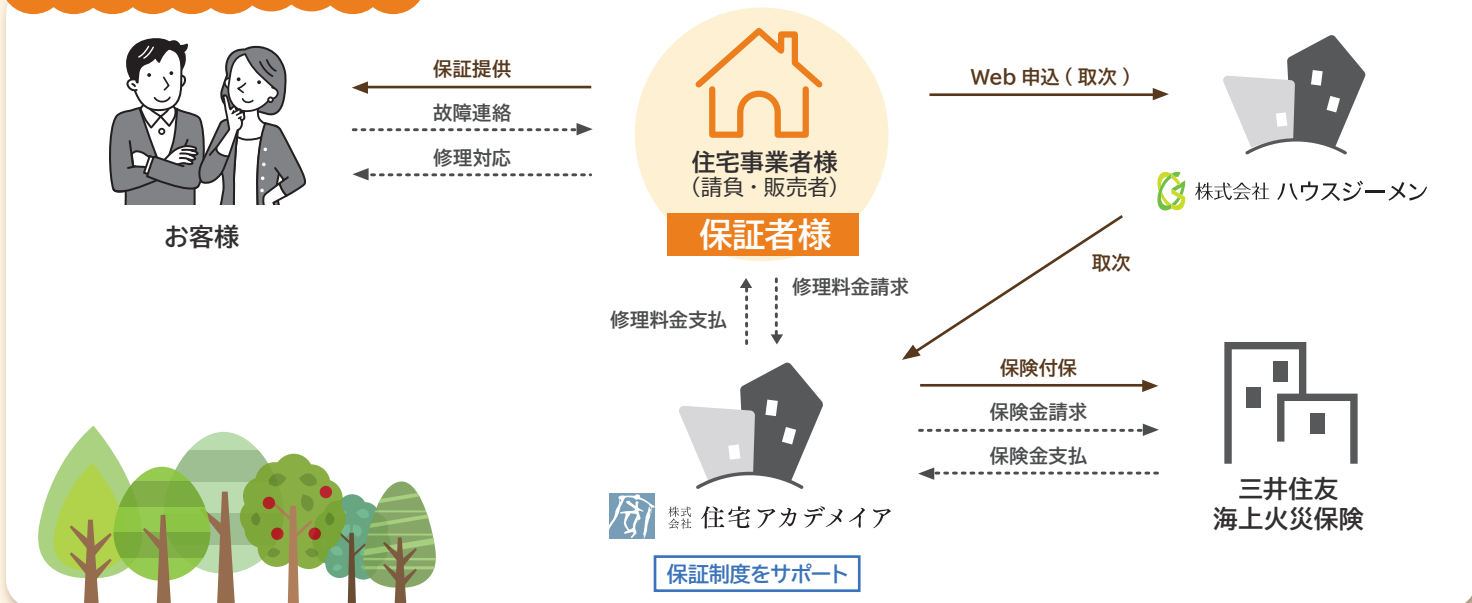 保証提供
故障連絡
修理対応
お客様
住宅事業者様
（請負・販売者）
保証者様
Web 申込 ( 取次 )
株式会社 ハウスジーメン
取次
修理料金支払
修理料金請求
株式会社 住宅アカデメイア
保証制度をサポート
保険付保
保険金請求
保険金支払
三井住友
海上火災保険